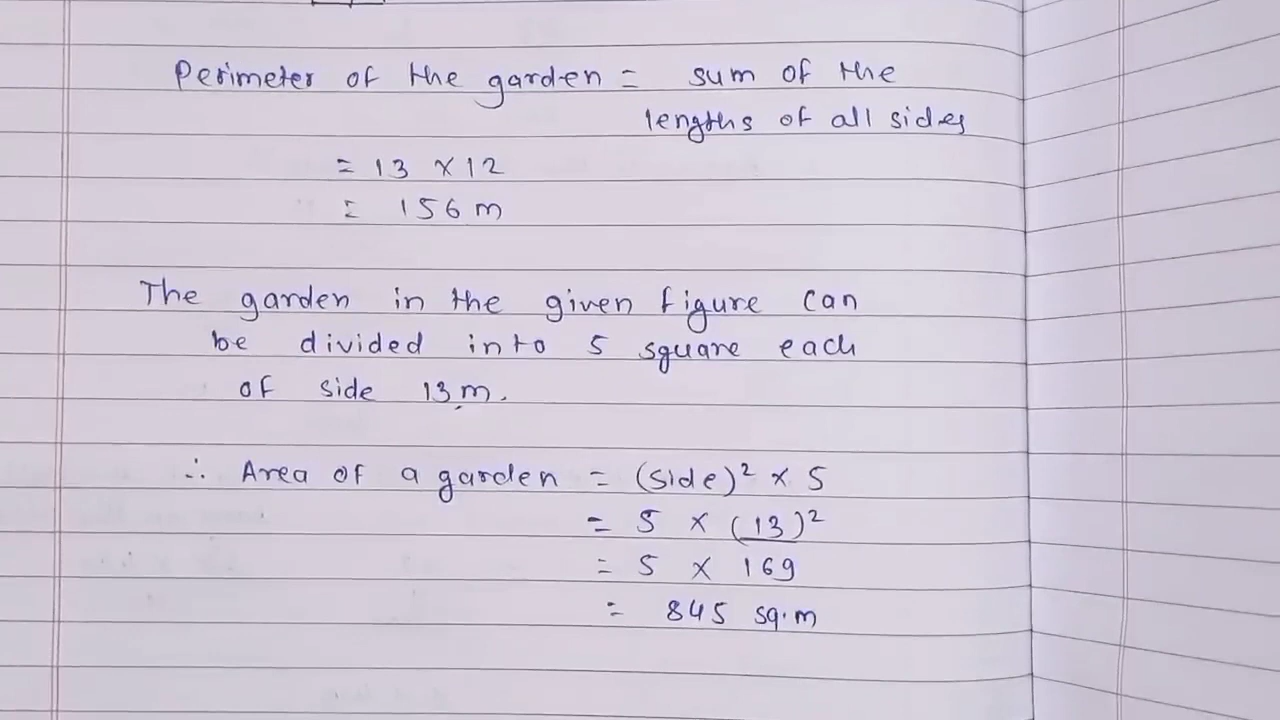 Perimeter of the garden = sum of the
lengths of all sides
= 13 × 12
= 156 m
The garden in the given figure can
be divided into 5 square each
of side 13m.
∴ Area of a garden = (side)² × 5
= 5 × (13)²
= 5 × 169
= 845 sq.m